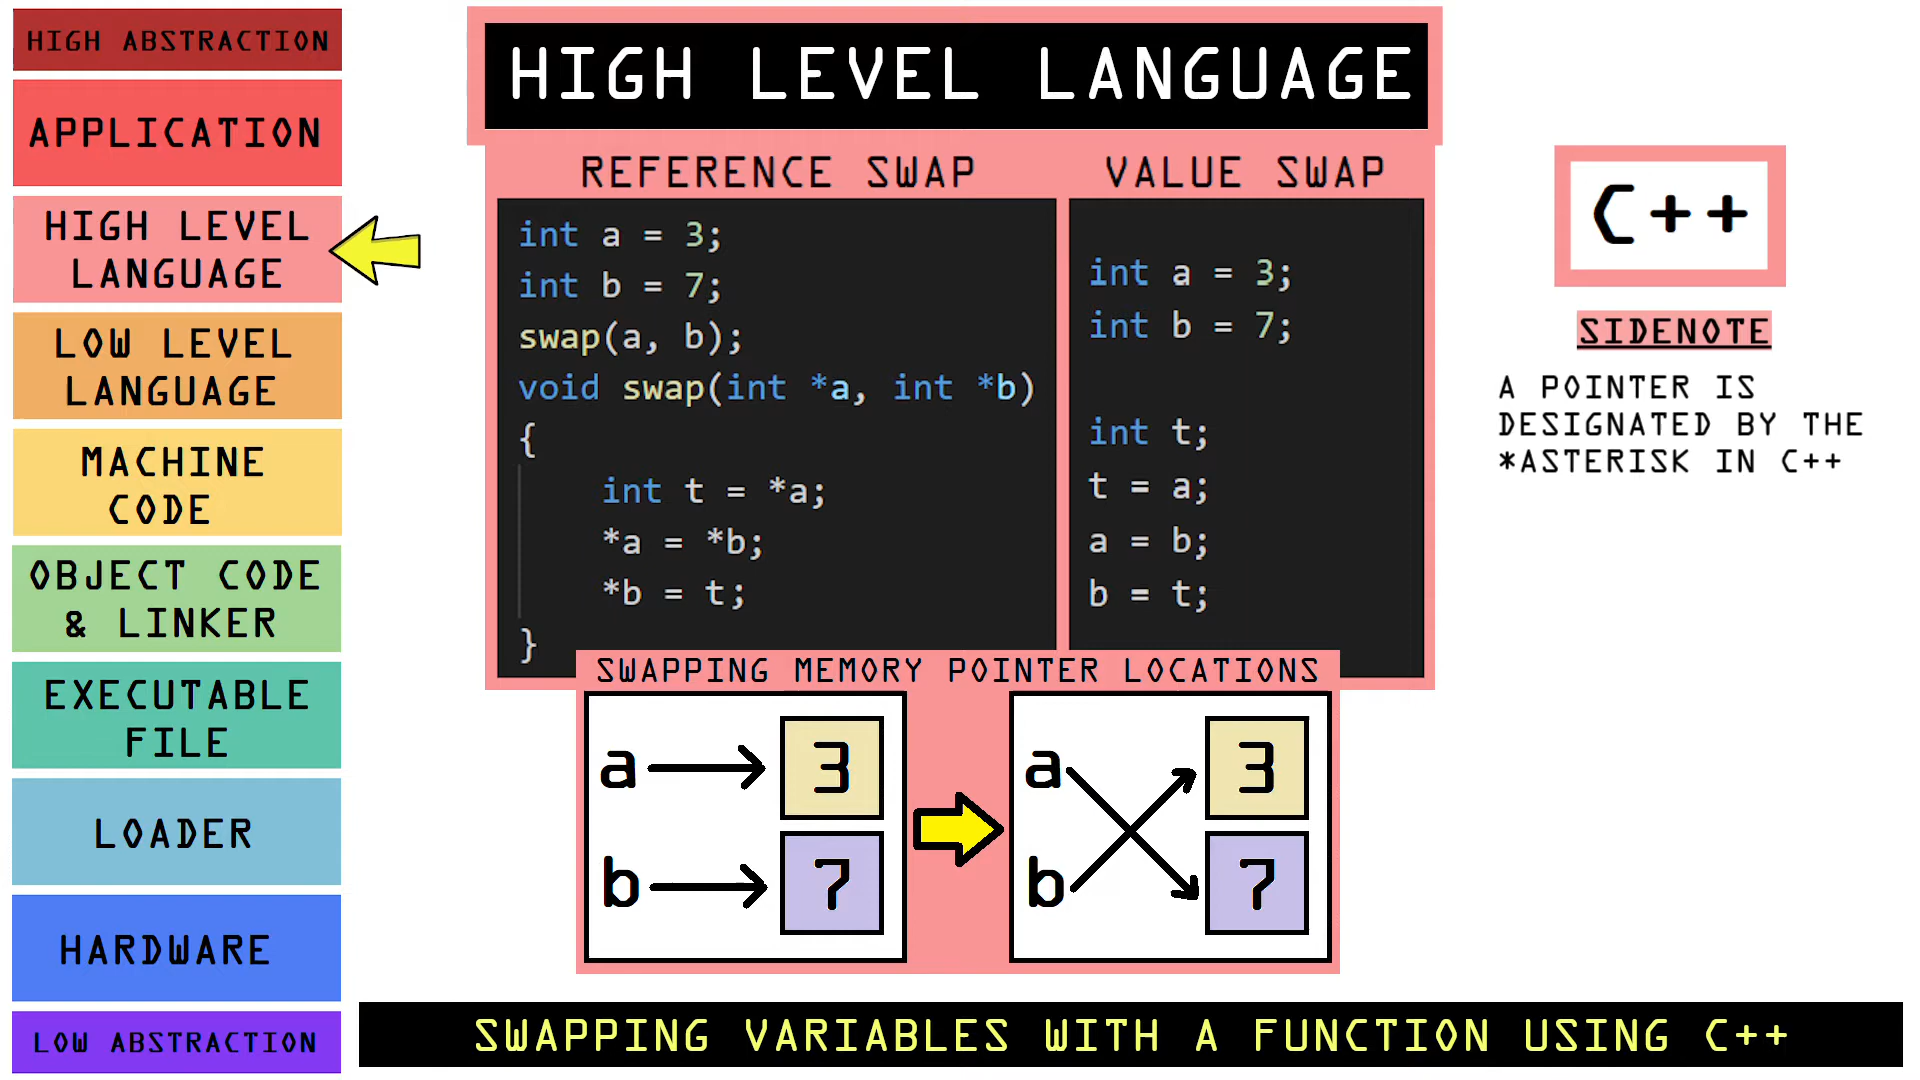 HIGH ABSTRACTION
APPLICATION
HIGH LEVEL
LANGUAGE
LOW LEVEL
LANGUAGE
MACHINE
CODE
OBJECT CODE
& LINKER
EXECUTABLE
FILE
LOADER
HARDWARE
LOW ABSTRACTION
HIGH LEVEL LANGUAGE
REFERENCE SWAP
int a = 3;
int b = 7;
swap(a, b);
void swap(int *a, int *b)
{
int t = *a;
*a = *b;
*b = t;
}
VALUE SWAP
int a = 3;
int b = 7;
int t;
t = a;
a = b;
b = t;
SWAPPING MEMORY POINTER LOCATIONS
a 3
b 7
a 3
b 7
C++
SIDENOTE
A POINTER IS
DESIGNATED BY THE
*ASTERISK IN C++
SWAPPING VARIABLES WITH A FUNCTION USING C++